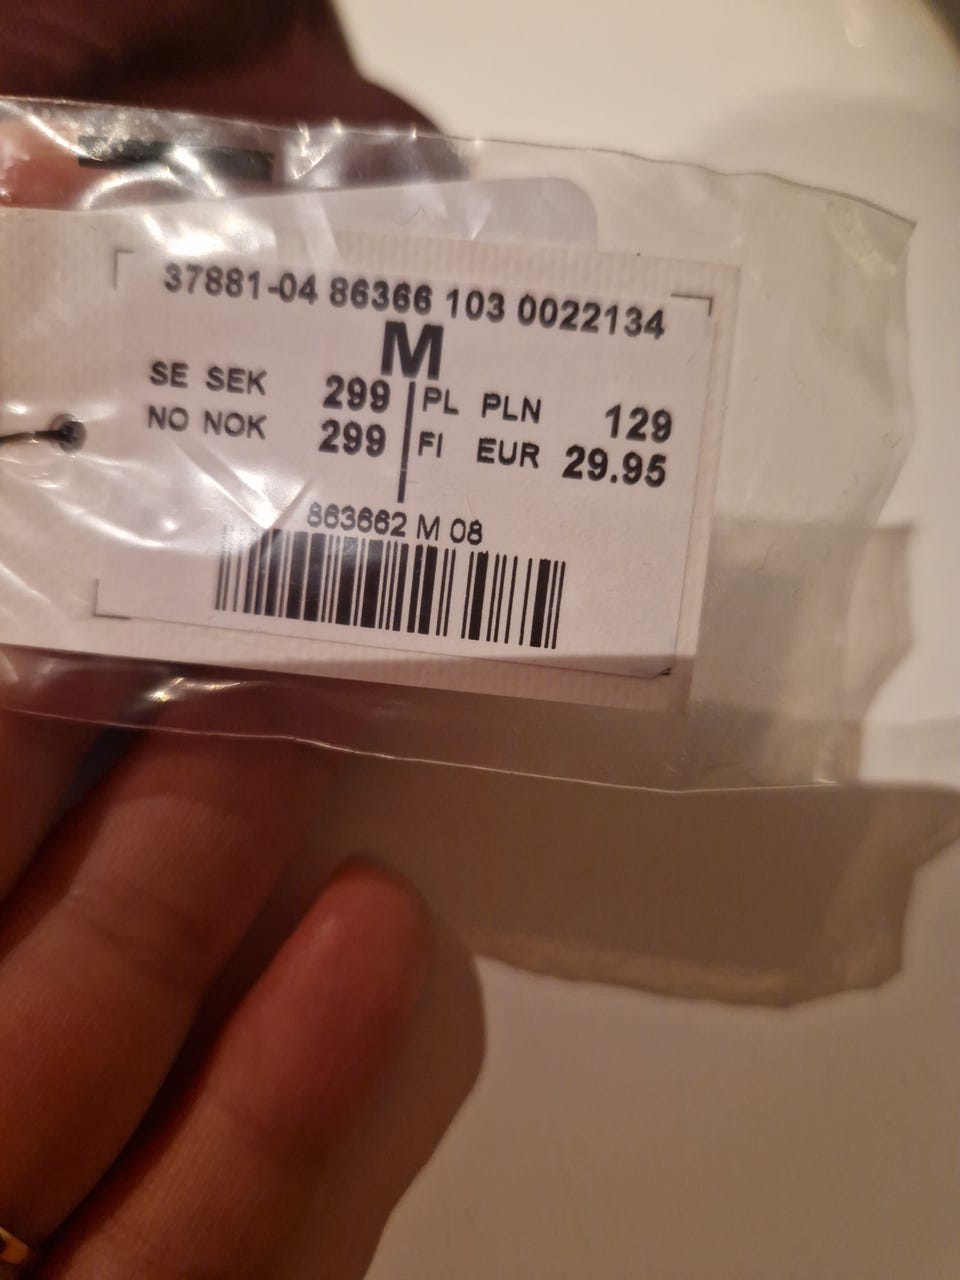 37881-04 86366 103 0022134
M
SE SEK 299 PL PLN 129
NO NOK 299 FI EUR 29.95
863662 M 08